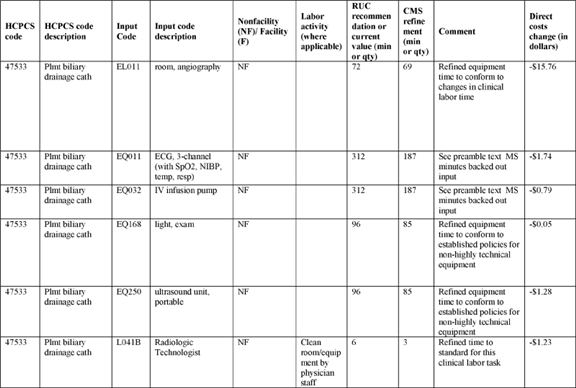 HCPCS code | HCPCS code description | Input Code | Input code description | Nonfacility (NF)/ Facility (F) | Labor activity (where applicable) | RUC recommen dation or current value (min or qty) | CMS refine ment (min or qty) | Comment | Direct costs change (in dollars)
47533 | Plmt biliary drainage cath | EL011 | room, angiography | NF | | 72 | 69 | Refined equipment time to conform to changes in clinical labor time | -$15.76
47533 | Plmt biliary drainage cath | EQ011 | ECG, 3-channel (with SpO2, NIBP, temp, resp) | NF | | 312 | 187 | See preamble text MS minutes backed out input | -$1.74
47533 | Plmt biliary drainage cath | EQ032 | IV infusion pump | NF | | 312 | 187 | See preamble text MS minutes backed out input | -$0.79
47533 | Plmt biliary drainage cath | EQ168 | light, exam | NF | | 96 | 85 | Refined equipment time to conform to established policies for non-highly technical equipment | -$0.05
47533 | Plmt biliary drainage cath | EQ250 | ultrasound unit, portable | NF | | 96 | 85 | Refined equipment time to conform to established policies for non-highly technical equipment | -$1.28
47533 | Plmt biliary drainage cath | L041B | Radiologic Technologist | NF | Clean room/equip ment by physician staff | 6 | 3 | Refined time to standard for this clinical labor task | -$1.23